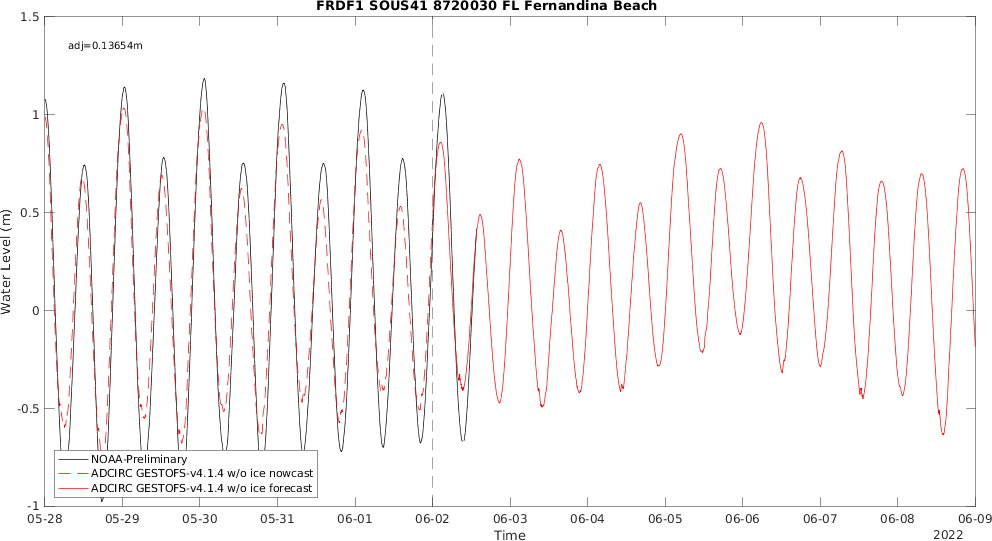 FRDF1 SOUS41 8720030 FL Fernandina Beach
1.5
adj=0.13654m
1
0.5
Water Level (m)
0
-0.5
NOAA-Preliminary
ADCIRC GESTOFS-v4.1.4 w/o ice nowcast
ADCIRC GESTOFS-v4.1.4 w/o ice forecast
-1
05-28 05-29 05-30 05-31 06-01 06-02 06-03 06-04 06-05 06-06 06-07 06-08 06-09
Time
2022